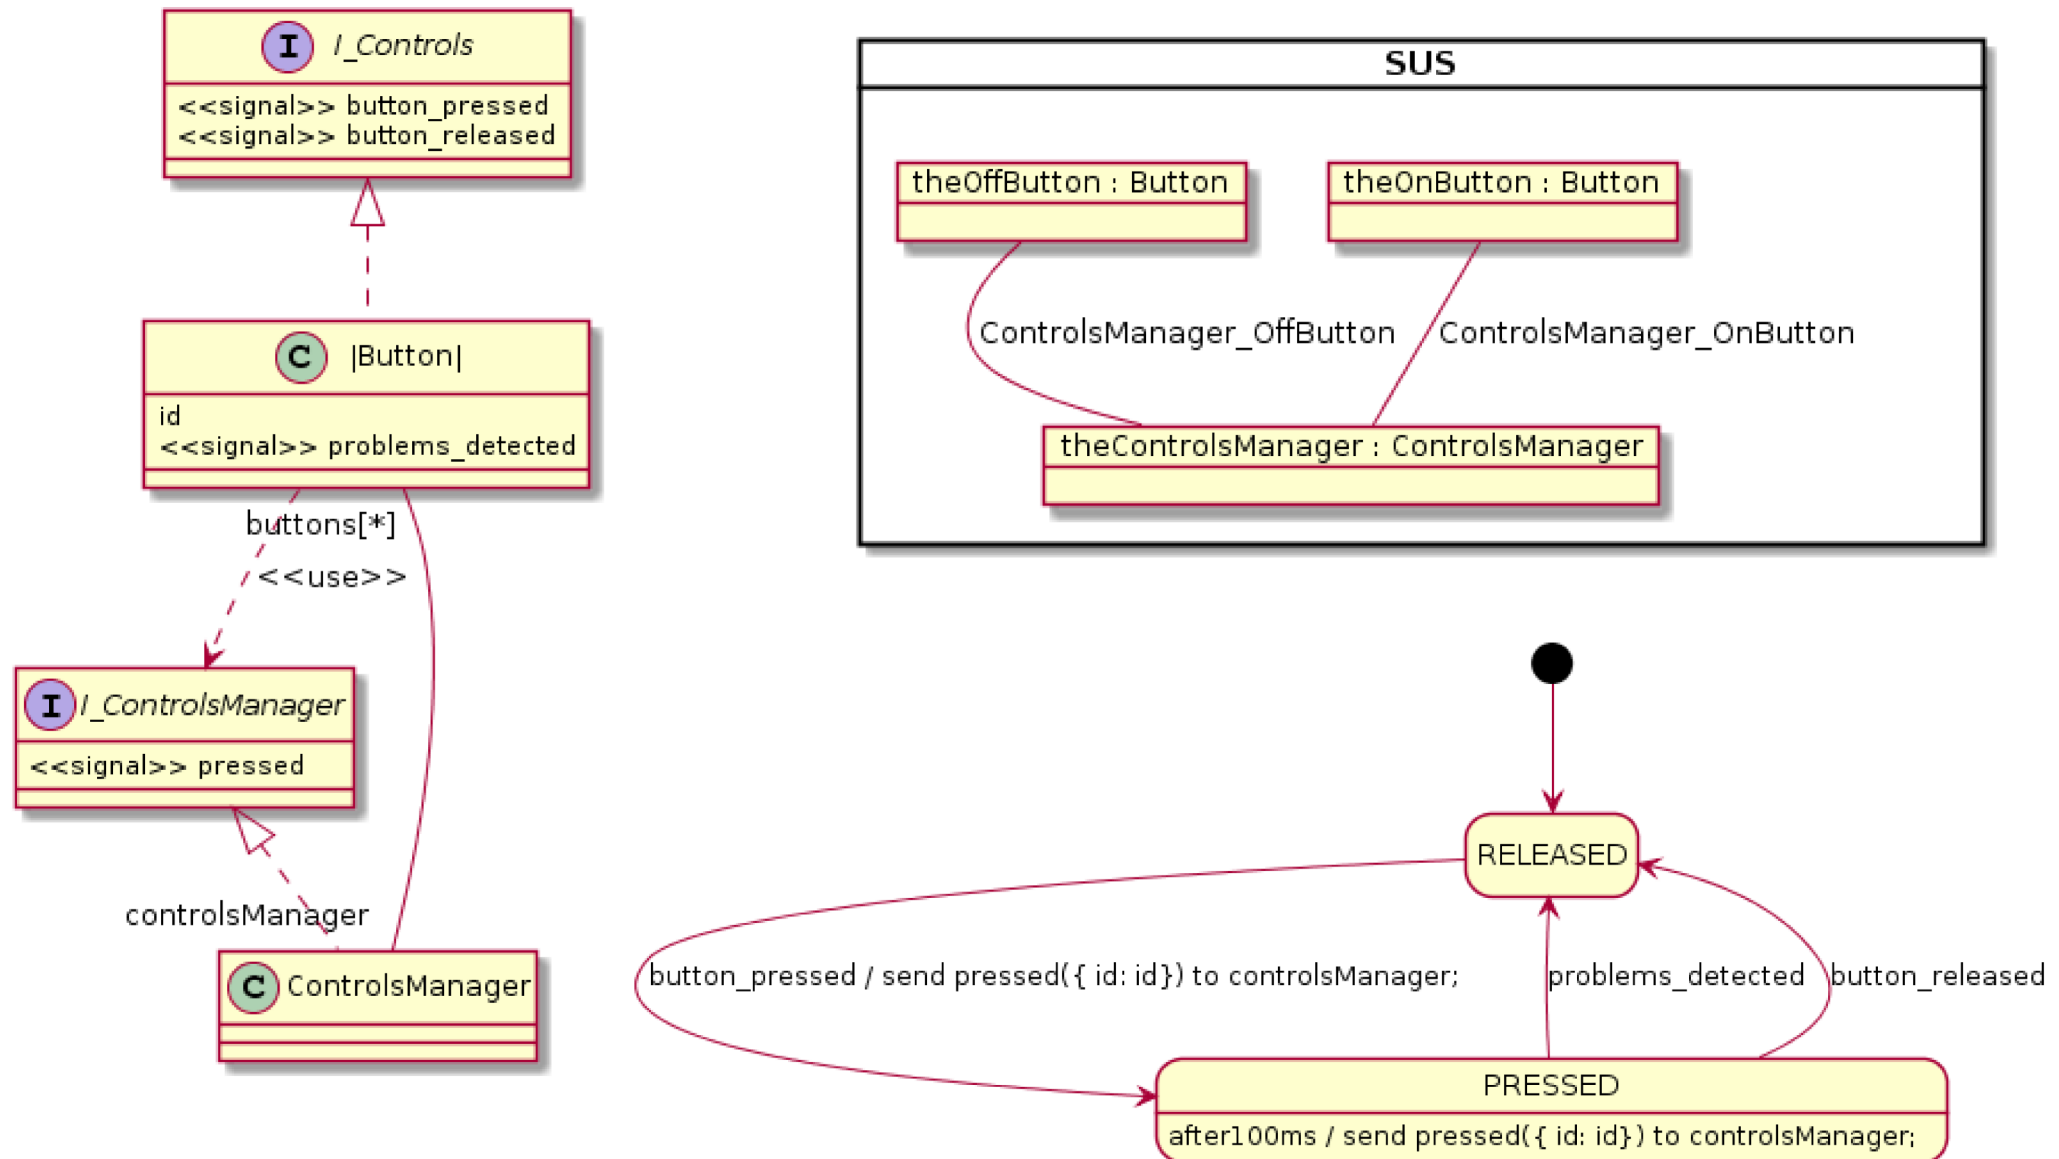 I I_Controls
<<signal>> button_pressed
<<signal>> button_released
C |Button|
id
<<signal>> problems_detected
buttons[*]
<<use>>
I I_ControlsManager
<<signal>> pressed
controlsManager
C ControlsManager
SUS
theOffButton : Button
theOnButton : Button
ControlsManager_OffButton
ControlsManager_OnButton
theControlsManager : ControlsManager
RELEASED
button_pressed / send pressed({ id: id}) to controlsManager;
problems_detected
button_released
PRESSED
after100ms / send pressed({ id: id}) to controlsManager;